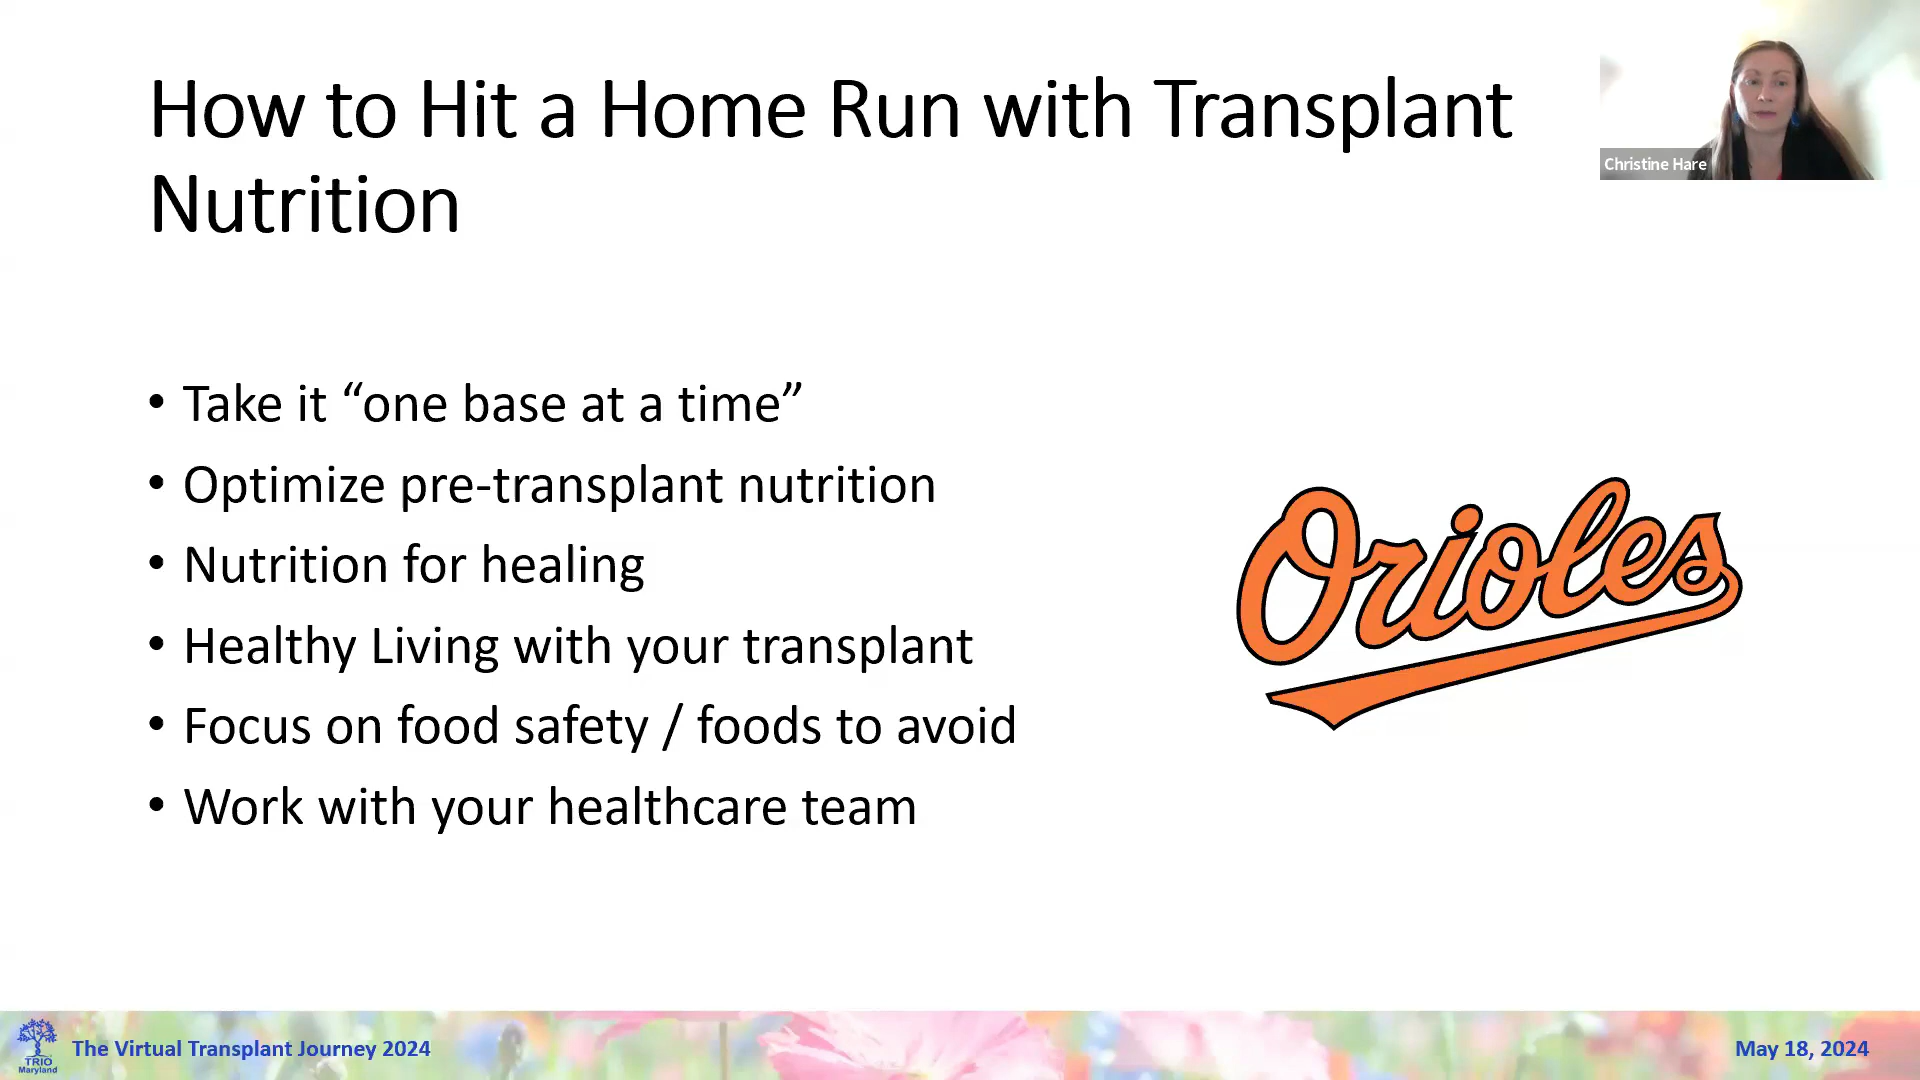 How to Hit a Home Run with Transplant
Nutrition
Christine Hare
• Take it “one base at a time”
• Optimize pre-transplant nutrition
• Nutrition for healing
• Healthy Living with your transplant
• Focus on food safety / foods to avoid
• Work with your healthcare team
Orioles
TRIO
Maryland
The Virtual Transplant Journey 2024
May 18, 2024